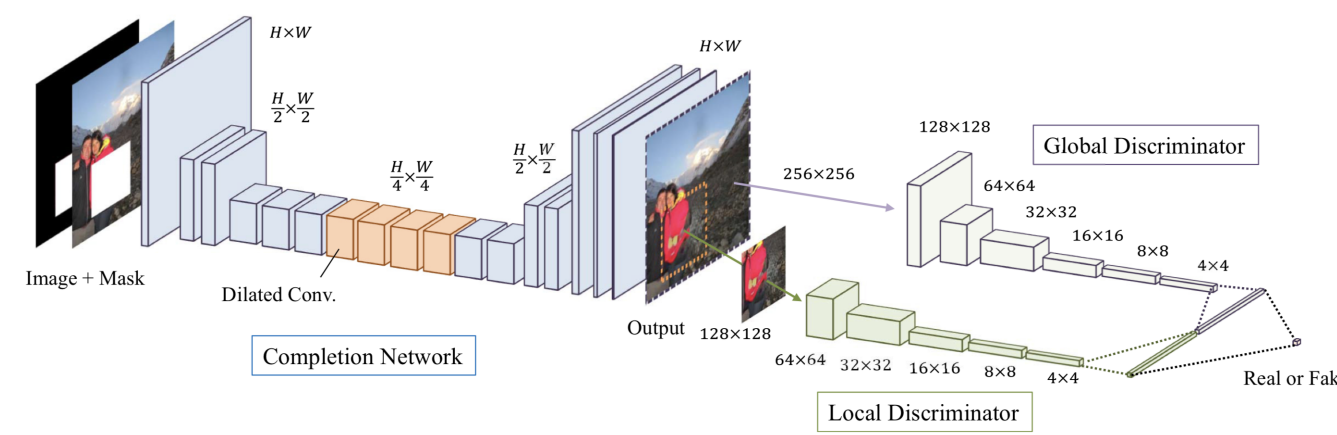 H×W
H/2×W/2
H/4×W/4
H/2×W/2
H×W
Image + Mask
Dilated Conv.
Completion Network
Output
256×256
128×128
64×64
32×32
16×16
8×8
4×4
Global Discriminator
128×128
64×64
32×32
16×16
8×8
4×4
Local Discriminator
Real or Fak